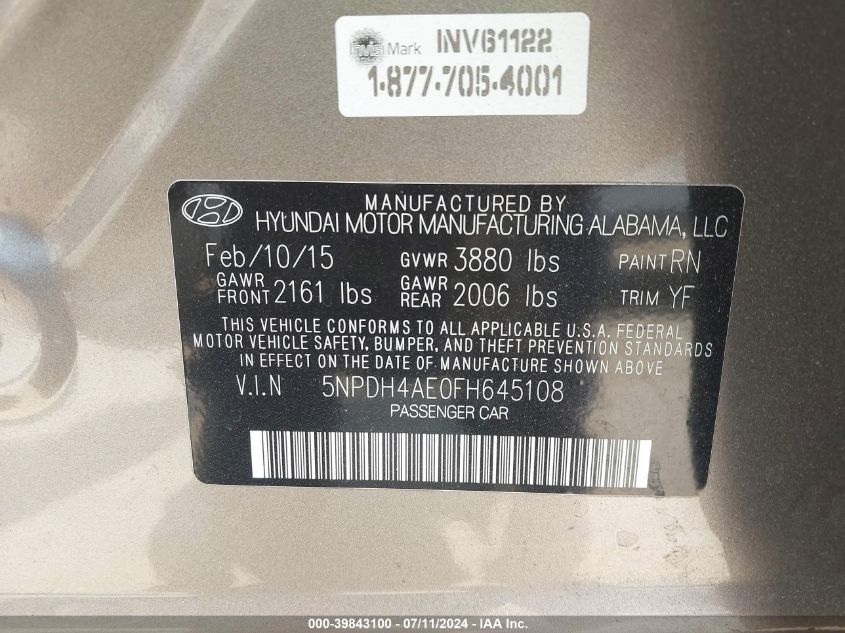 InVG Mark INV61122
1-877-705-4001
MANUFACTURED BY
HYUNDAI MOTOR MANUFACTURING ALABAMA, LLC
Feb/10/15 GVWR 3880 lbs PAINT RN
GAWR FRONT 2161 lbs GAWR REAR 2006 lbs TRIM YF
THIS VEHICLE CONFORMS TO ALL APPLICABLE U.S.A. FEDERAL
MOTOR VEHICLE SAFETY, BUMPER, AND THEFT PREVENTION STANDARDS
IN EFFECT ON THE DATE OF MANUFACTURE SHOWN ABOVE.
V.I.N 5NPDH4AE0FH645108
PASSENGER CAR
000-39843100 - 07/11/2024 - IAA Inc.